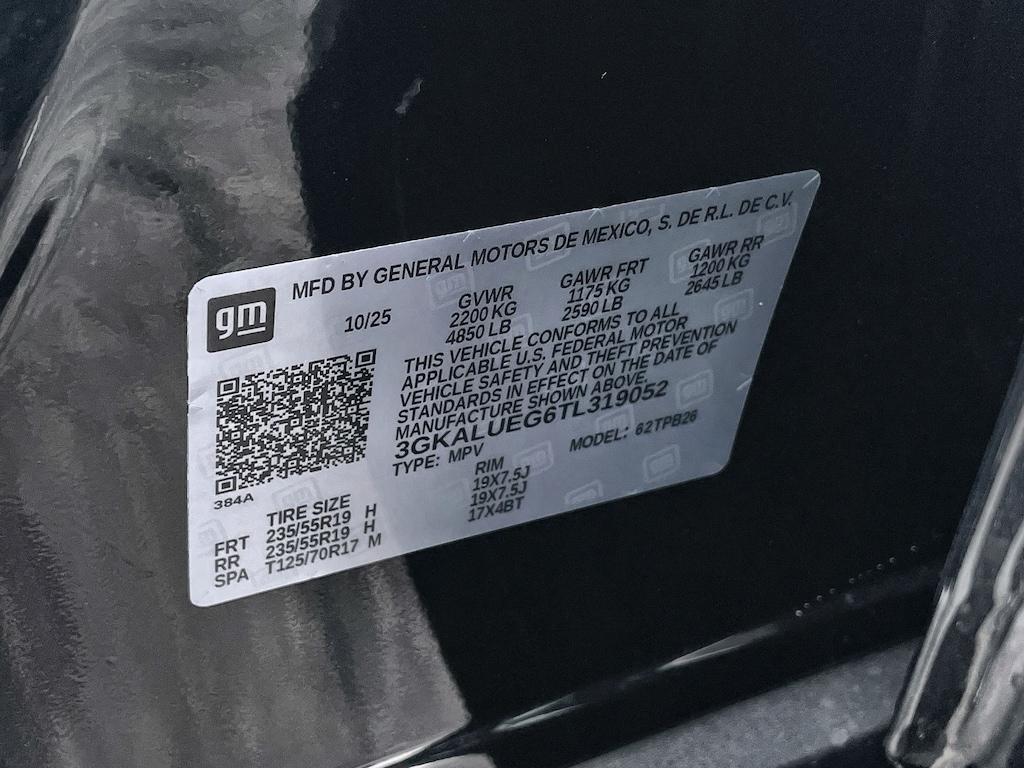 MFD BY GENERAL MOTORS DE MEXICO, S. DE R.L. DE C.V.
gm
10/25
GVWR
2200 KG
4850 LB
GAWR FRT
1175 KG
2590 LB
GAWR RR
1200 KG
2645 LB
THIS VEHICLE CONFORMS TO ALL
APPLICABLE U.S. FEDERAL MOTOR
VEHICLE SAFETY AND THEFT PREVENTION
STANDARDS IN EFFECT ON THE DATE OF
MANUFACTURE SHOWN ABOVE.
3GKALUEG6TL319052
TYPE: MPV MODEL: 62TPB26
384A
TIRE SIZE RIM
FRT 235/55R19 H 19X7.5J
RR 235/55R19 H 19X7.5J
SPA T125/70R17 M 17X4BT